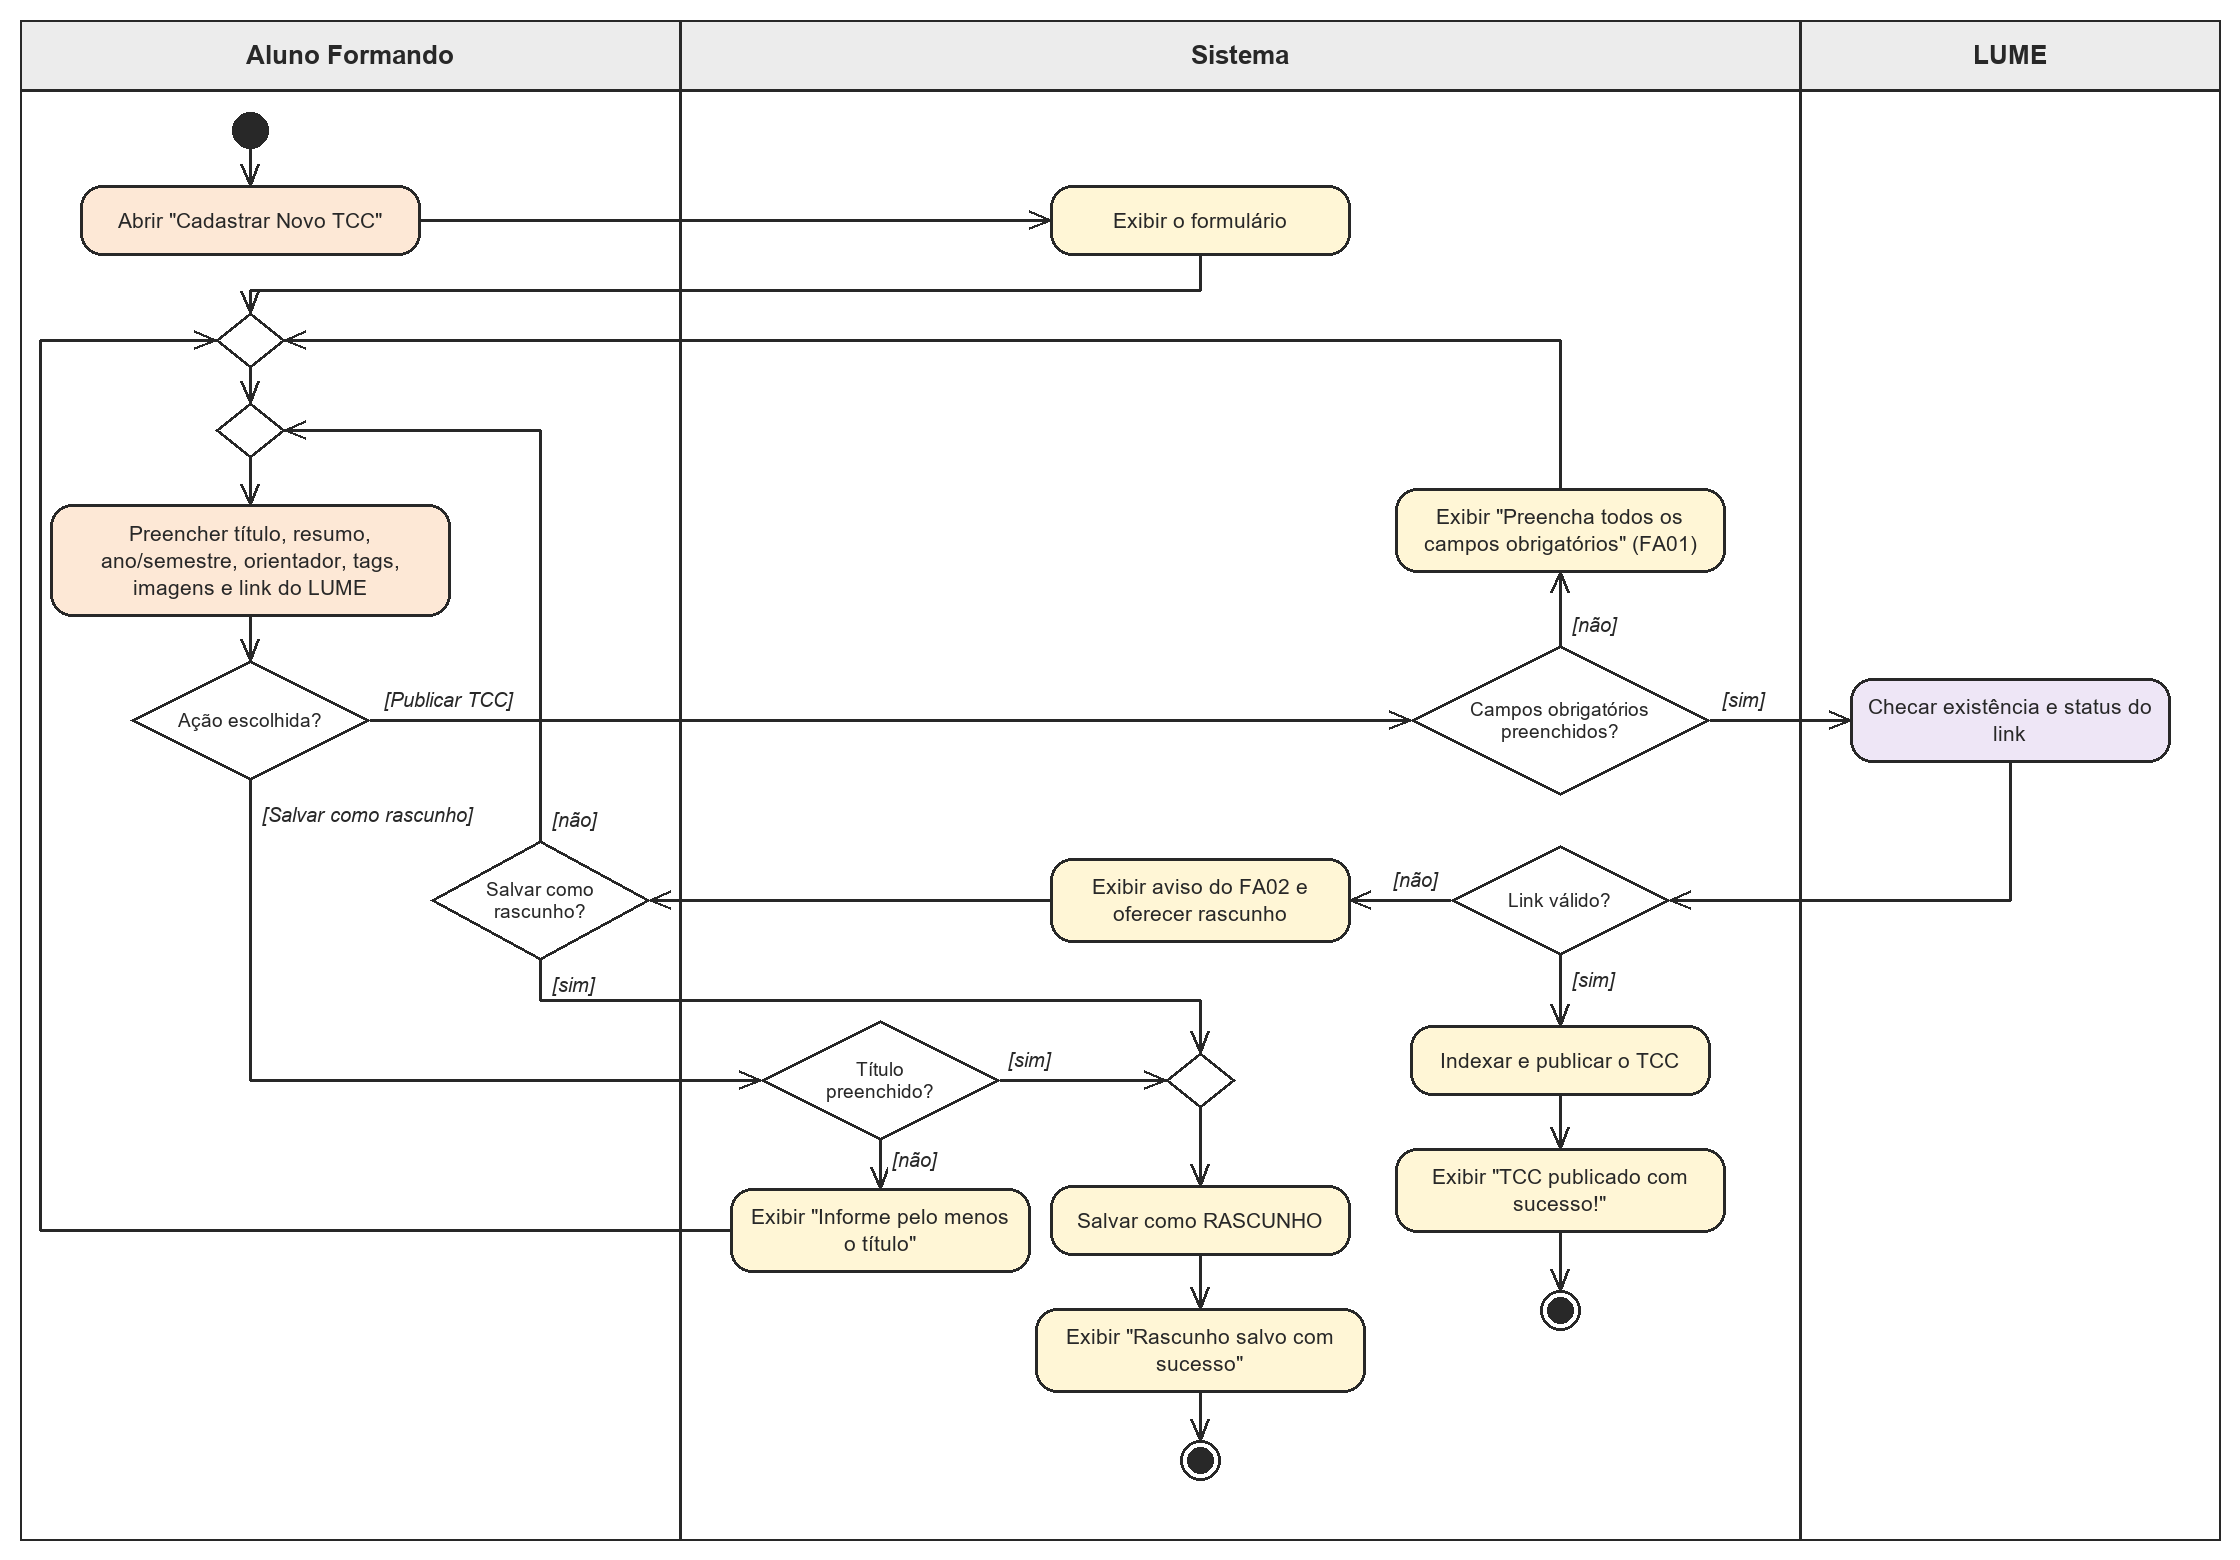 Aluno Formando
Sistema
LUME
Abrir "Cadastrar Novo TCC"
Exibir o formulário
Preencher título, resumo,
ano/semestre, orientador, tags,
imagens e link do LUME
Exibir "Preencha todos os
campos obrigatórios" (FA01)
[não]
Ação escolhida?
[Publicar TCC]
Campos obrigatórios
preenchidos?
[sim]
Checar existência e status do
link
[Salvar como rascunho]
[não]
Salvar como
rascunho?
Exibir aviso do FA02 e
oferecer rascunho
[não]
Link válido?
[sim]
[sim]
Título
preenchido?
[sim]
Indexar e publicar o TCC
[não]
Exibir "Informe pelo menos
o título"
Salvar como RASCUNHO
Exibir "TCC publicado com
sucesso!"
Exibir "Rascunho salvo com
sucesso"